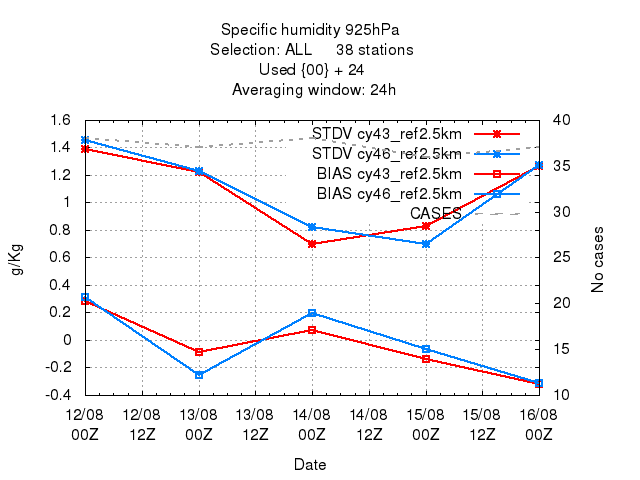 Specific humidity 925hPa
Selection: ALL 38 stations
Used {00} + 24
Averaging window: 24h
1.6
1.4
1.2
1
0.8
0.6
0.4
0.2
0
-0.2
-0.4
g/Kg
STDV cy43_ref2.5km
STDV cy46_ref2.5km
BIAS cy43_ref2.5km
BIAS cy46_ref2.5km
CASES
40
35
30
25
20
15
10
No cases
12/08 12/08 13/08 13/08 14/08 14/08 15/08 15/08 16/08
00Z 12Z 00Z 12Z 00Z 12Z 00Z 12Z 00Z
Date